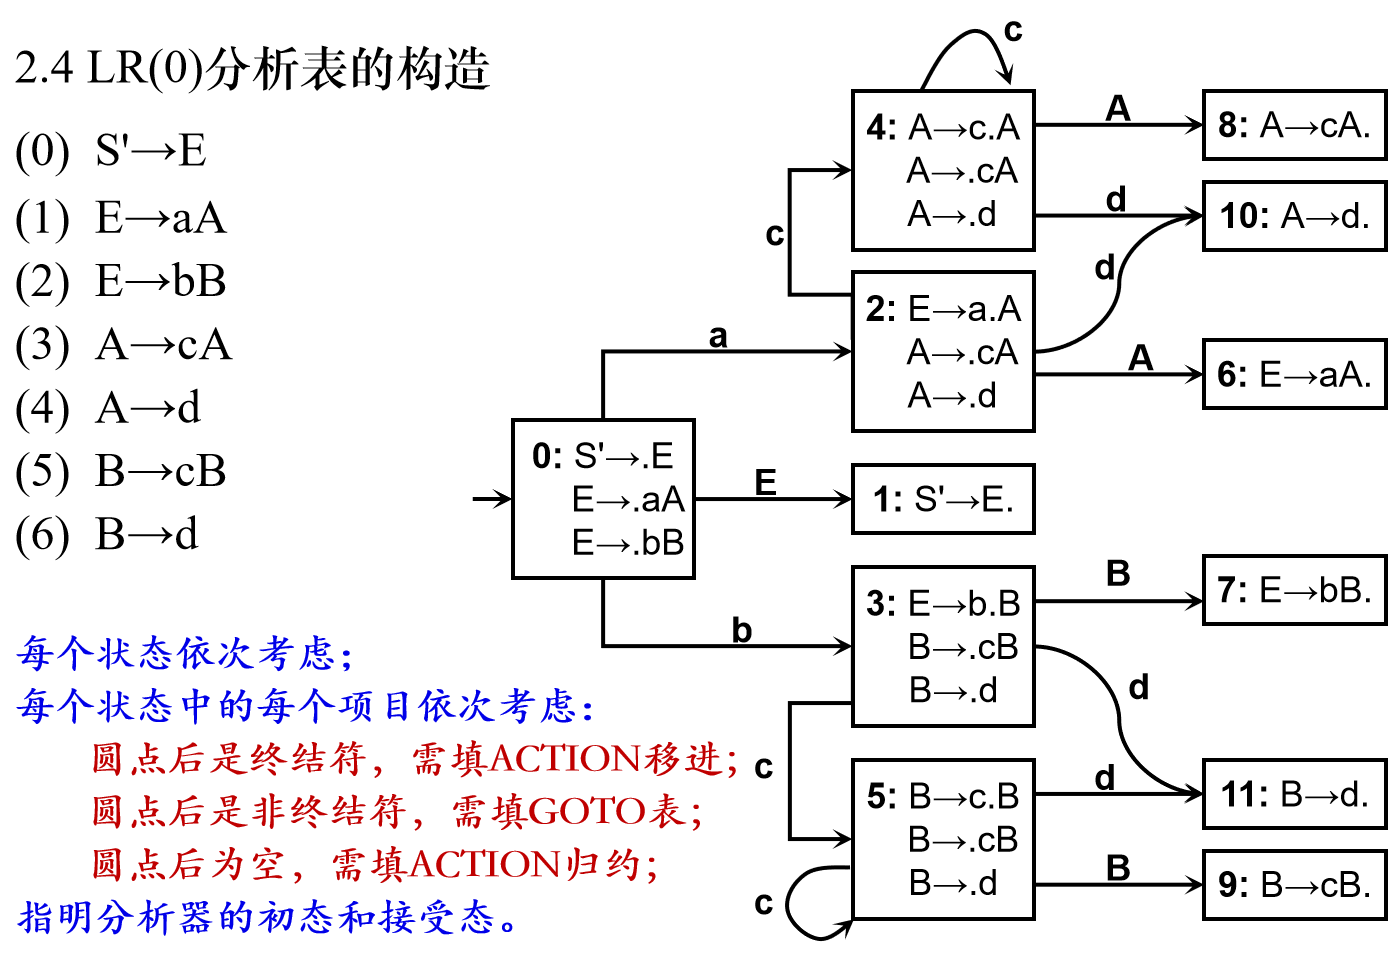 2.4 LR(0)分析表的构造
(0) S'→E
(1) E→aA
(2) E→bB
(3) A→cA
(4) A→d
(5) B→cB
(6) B→d
每个状态依次考虑；
每个状态中的每个项目依次考虑：
圆点后是终结符，需填ACTION移进；
圆点后是非终结符，需填GOTO表；
圆点后为空，需填ACTION归约；
指明分析器的初态和接受态。
0: S'→.E
E→.aA
E→.bB
a
E
b
c
4: A→c.A
A→.cA
A→.d
c
2: E→a.A
A→.cA
A→.d
1: S'→E.
3: E→b.B
B→.cB
B→.d
c
5: B→c.B
B→.cB
B→.d
c
A
d
d
A
B
d
d
B
8: A→cA.
10: A→d.
6: E→aA.
7: E→bB.
11: B→d.
9: B→cB.